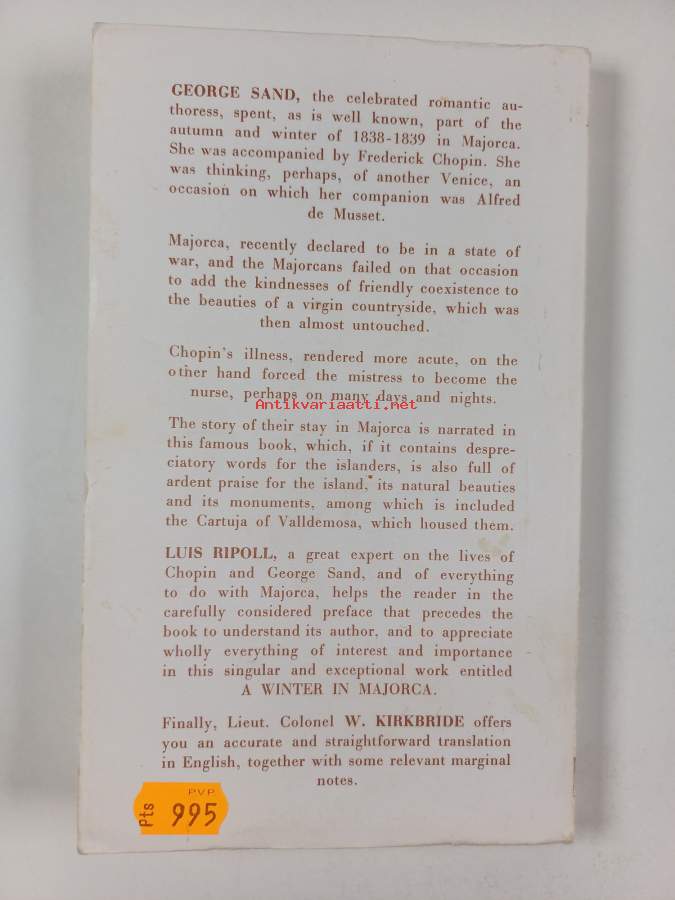 GEORGE SAND, the celebrated romantic au-
thoress, spent, as is well known, part of the
autumn and winter of 1838-1839 in Majorca.
She was accompanied by Frederick Chopin. She
was thinking, perhaps, of another Venice, an
occasion on which her companion was Alfred
de Musset.
Majorca, recently declared to be in a state of
war, and the Majorcans failed on that occasion
to add the kindnesses of friendly coexistence to
the beauties of a virgin countryside, which was
then almost untouched.
Chopin's illness, rendered more acute, on the
other hand forced the mistress to become the
nurse, perhaps on many days and nights.
Antikvariaatti.net
The story of their stay in Majorca is narrated in
this famous book, which, if it contains despre-
ciatory words for the islanders, is also full of
ardent praise for the island, its natural beauties
and its monuments, among which is included
the Cartuja of Valldemosa, which housed them.
LUIS RIPOLL, a great expert on the lives of
Chopin and George Sand, and of everything
to do with Majorca, helps the reader in the
carefully considered preface that precedes the
book to understand its author, and to appreciate
wholly everything of interest and importance
in this singular and exceptional work entitled
A WINTER IN MAJORCA.
Finally, Lieut. Colonel W. KIRKBRIDE offers
you an accurate and straightforward translation
in English, together with some relevant marginal
notes.
PVP
Pts 995